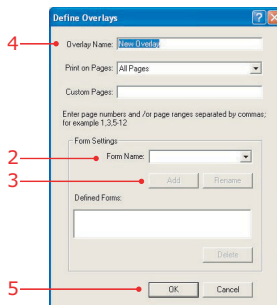 Define Overlays
4
Overlay Name: New Overlay
Print on Pages: All Pages
Custom Pages:
Enter page numbers and /or page ranges separated by commas;
for example 1,3,5-12
Form Settings
2
Form Name:
3
Add Rename
Defined Forms:
Delete
5
OK Cancel